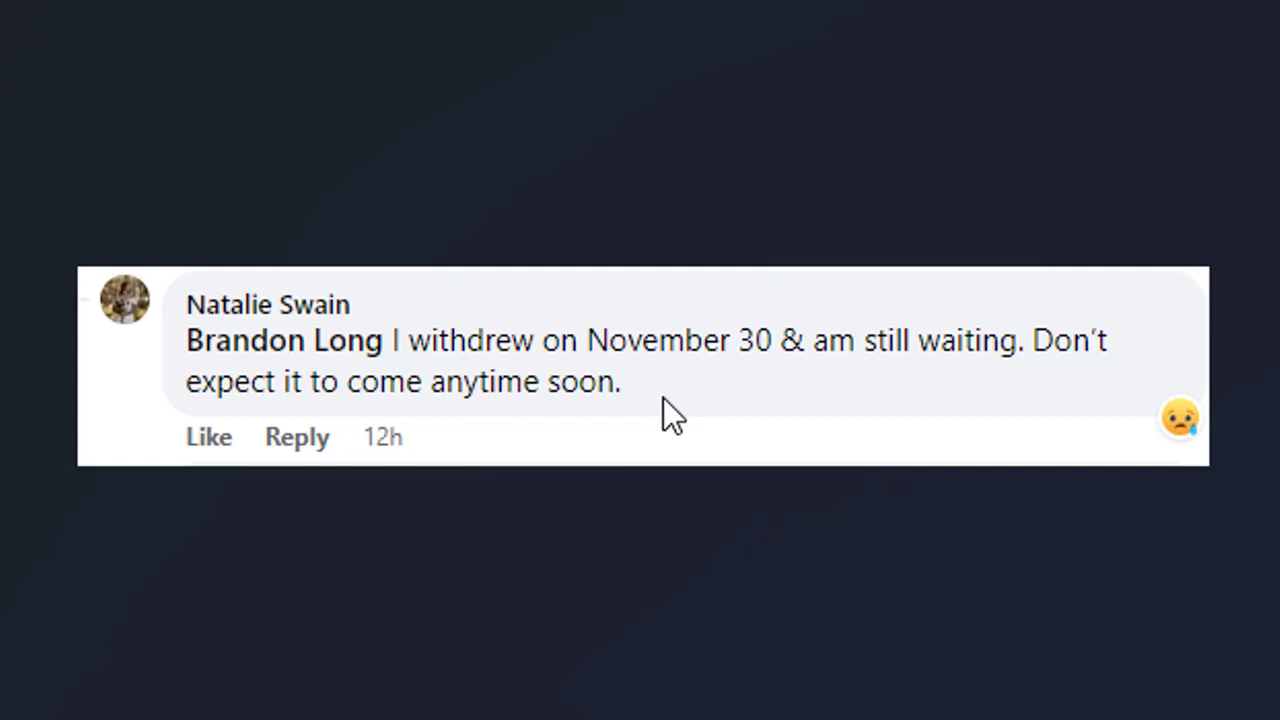 Natalie Swain
Brandon Long I withdrew on November 30 & am still waiting. Don't
expect it to come anytime soon.
Like Reply 12h